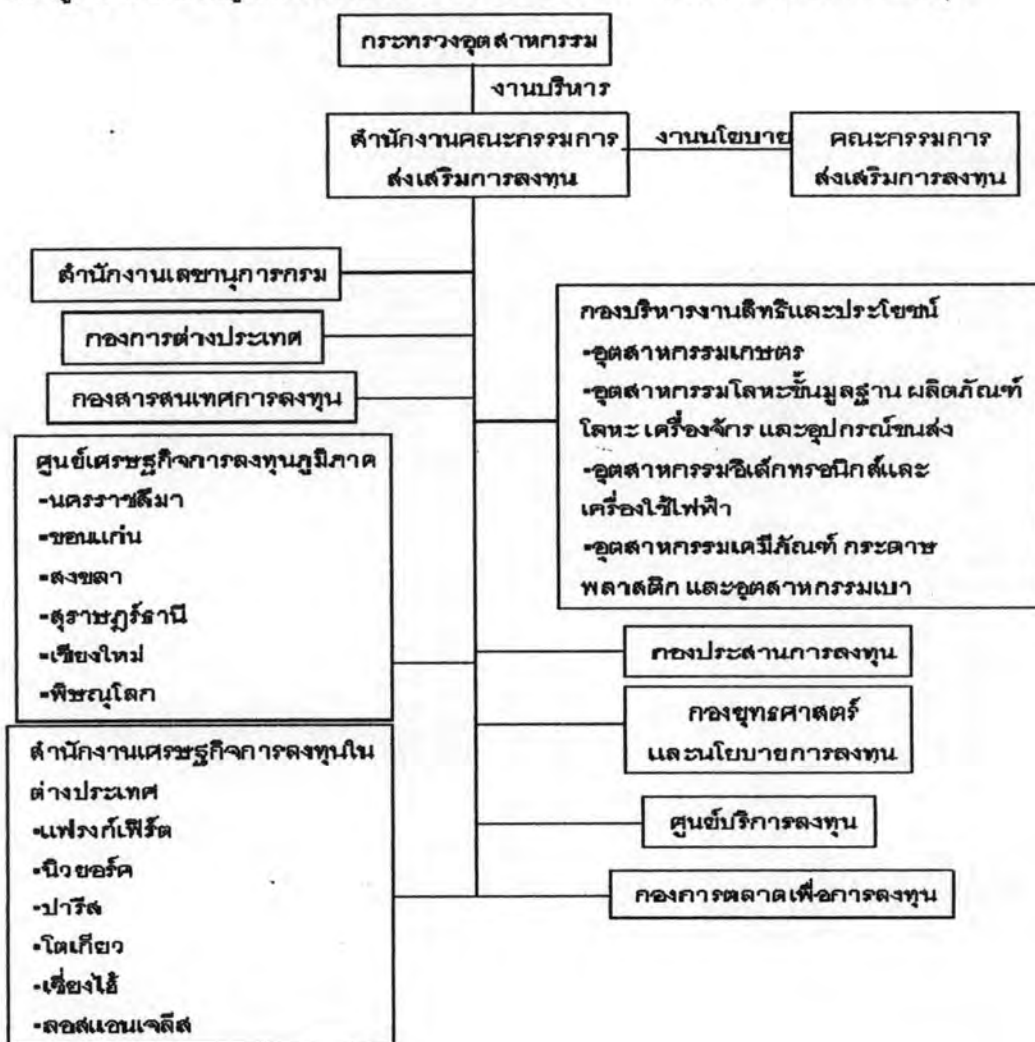 กระทรวงอุตสาหกรรม
งานบริหาร
สำนักงานคณะกรรมการ
ส่งเสริมการลงทุน
งานนโยบาย
คณะกรรมการ
ส่งเสริมการลงทุน
สำนักงานเลขานุการกรม
กองการต่างประเทศ
กองสารสนเทศการลงทุน
ศูนย์เศรษฐกิจการลงทุนภูมิภาค
-นครราชสีมา
-ขอนแก่น
-สงขลา
-สุราษฎร์ธานี
-เชียงใหม่
-พิษณุโลก
สำนักงานเศรษฐกิจการลงทุนใน
ต่างประเทศ
-แฟรงก์เฟิร์ต
-นิวยอร์ค
-ปารีส
-โตเกียว
-เซี่ยงไฮ้
-ลอสแอนเจลีส
กองบริหารงานสิทธิและประโยชน์
-อุตสาหกรรมเกษตร
-อุตสาหกรรมโลหะขั้นมูลฐาน ผลิตภัณฑ์
โลหะ เครื่องจักร และอุปกรณ์ขนส่ง
-อุตสาหกรรมอิเล็กทรอนิกส์และ
เครื่องใช้ไฟฟ้า
-อุตสาหกรรมเคมีภัณฑ์ กระดาษ
พลาสติก และอุตสาหกรรมเบา
กองประสานการลงทุน
กองยุทธศาสตร์
และนโยบายการลงทุน
ศูนย์บริการลงทุน
กองการตลาดเพื่อการลงทุน